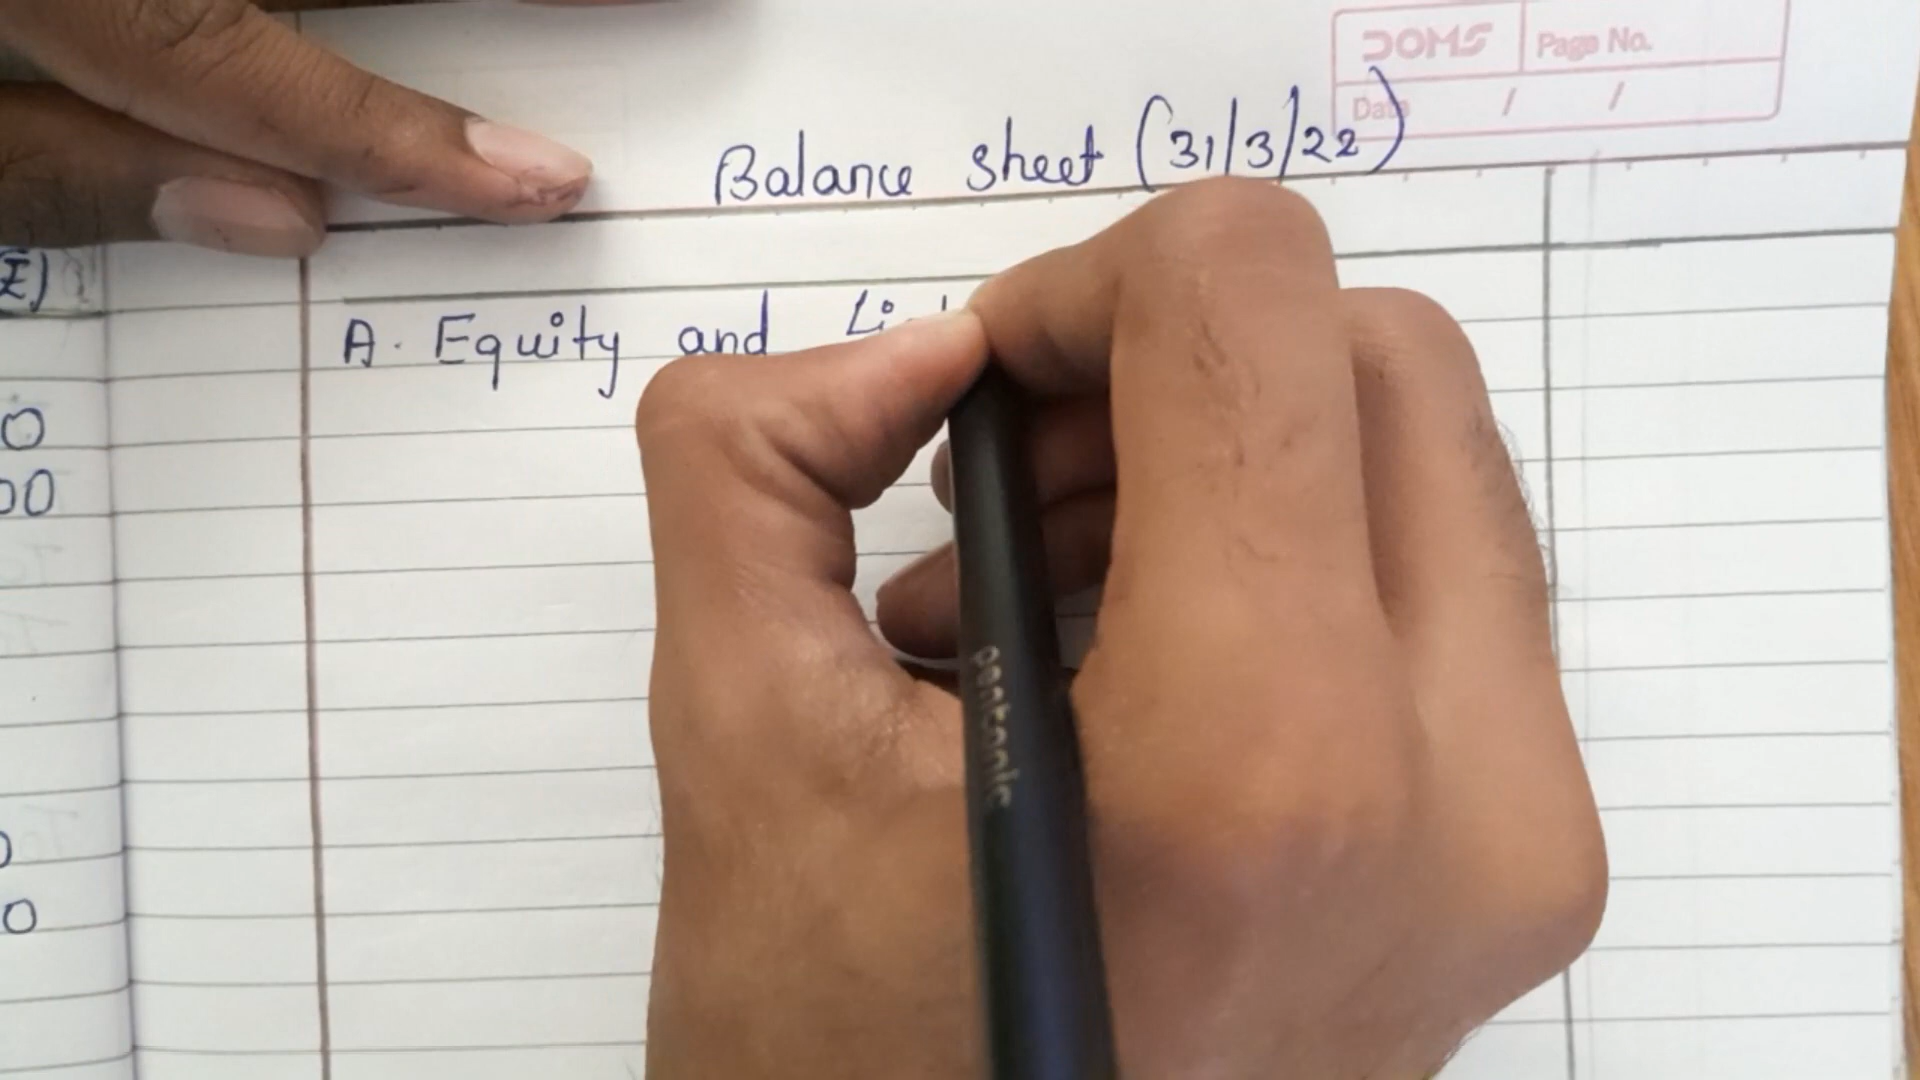 DOMS Page No.
Date / /
Balance sheet (31/3/22)
A. Equity and
pentonic